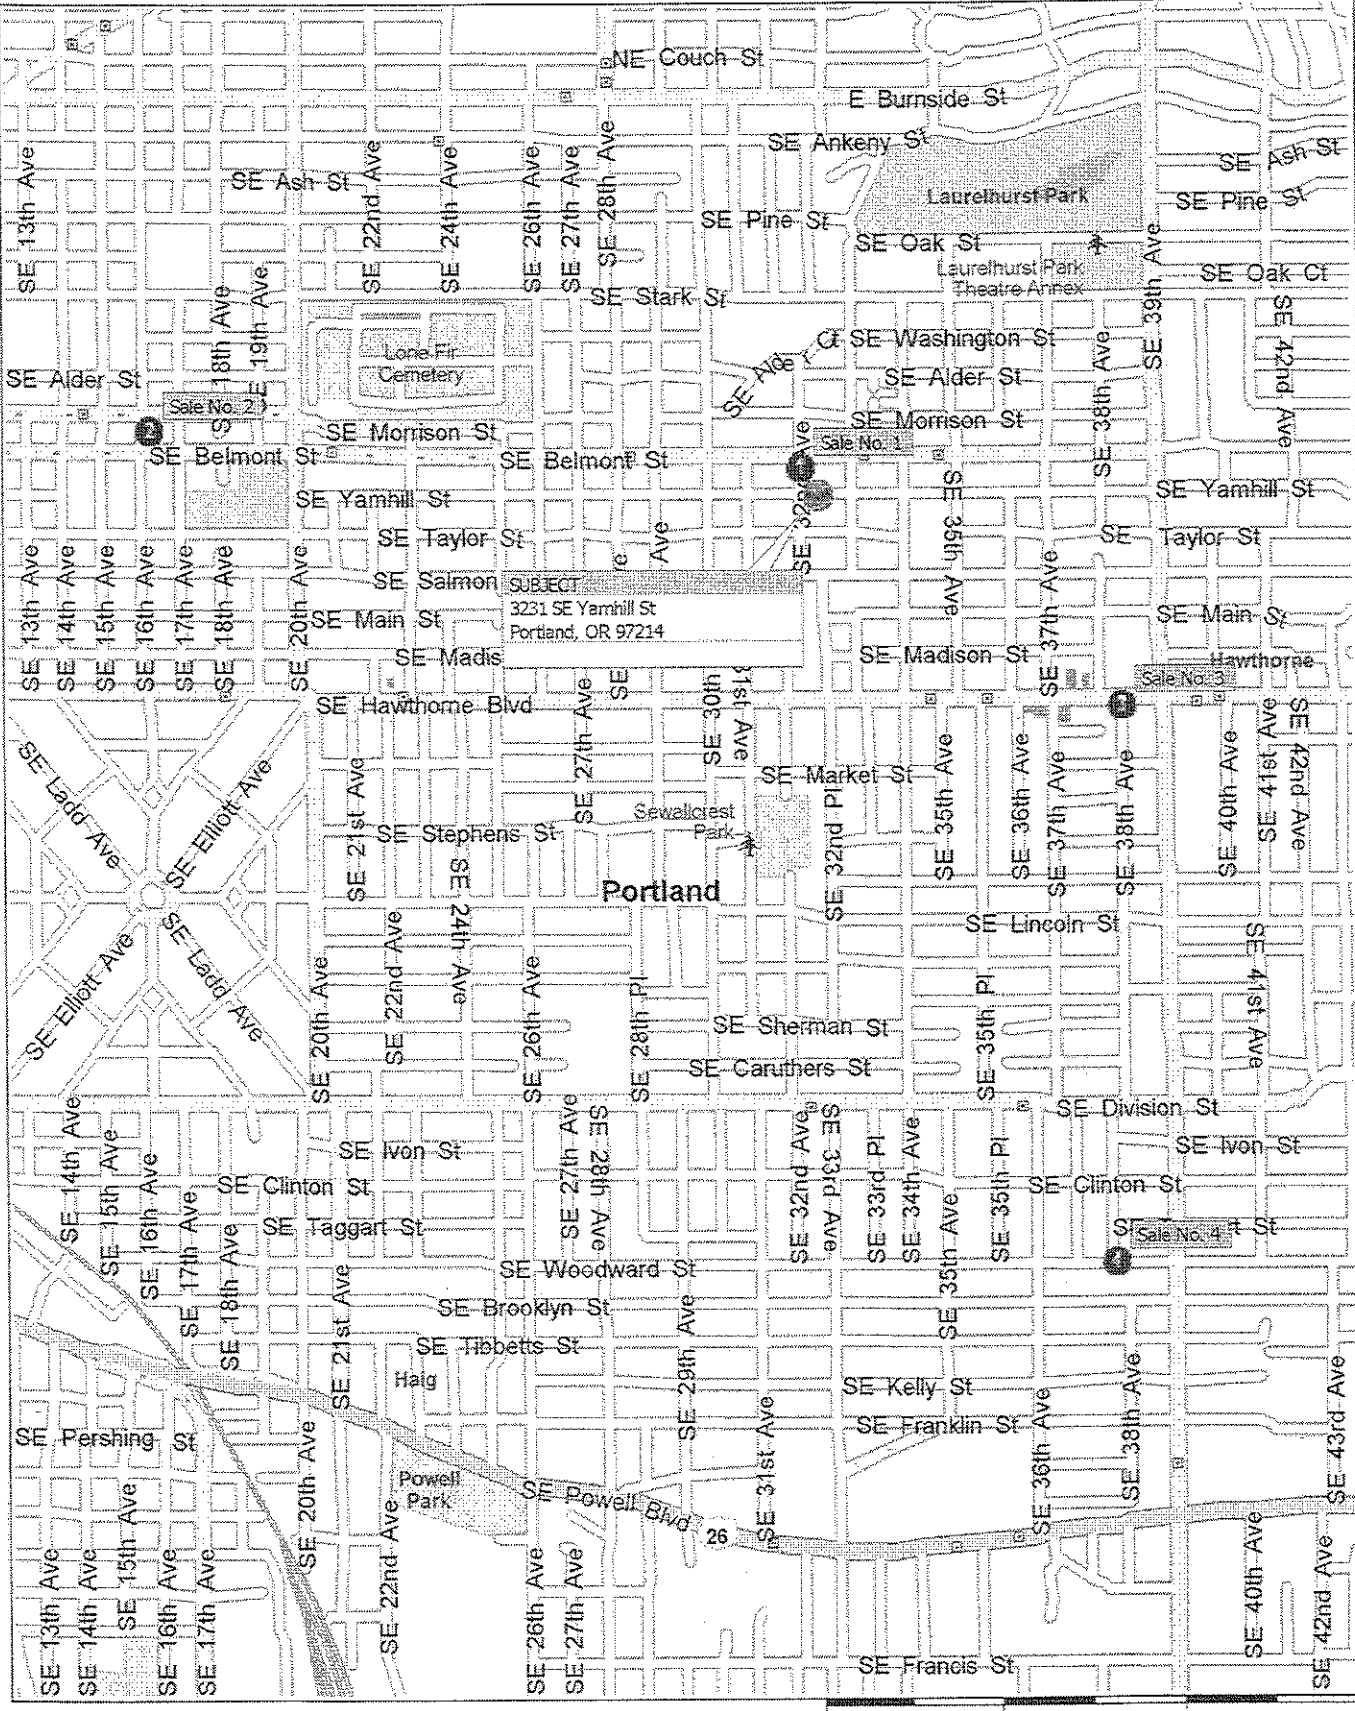 NE Couch St
E Burnside St
SE Ankeny St
SE Ash St
SE Ash St
Laurelhurst Park
SE Pine St
SE Pine St
SE 13th Ave
SE 22nd Ave
SE 24th Ave
SE 26th Ave
SE 27th Ave
SE 28th Ave
SE Oak St
SE 39th Ave
Laurelhurst Park
Theatre Annex
SE Oak Ct
SE Stark St
SE 18th Ave
SE 19th Ave
SE Alder Ct
SE Washington St
SE 42nd Ave
Lone Fir
Cemetery
SE Alder St
SE Alder St
SE 38th Ave
Sale No. 2
2
SE Morrison St
SE Morrison St
Sale No. 1
SE Belmont St
SE Belmont St
SE 32nd Ave
SE Yamhill St
SE Yamhill St
SE 35th Ave
SE Taylor St
SE Taylor St
SE 13th Ave
SE 14th Ave
SE 15th Ave
SE 16th Ave
SE 17th Ave
SE 18th Ave
SE 20th Ave
Ave
SE Salmon
SUBJECT
3231 SE Yamhill St
Portland, OR 97214
SE Main St
SE Main St
SE 37th Ave
SE Madis
SE Madison St
Hawthorne
Sale No. 3
3
SE Hawthorne Blvd
SE
SE 27th Ave
SE 30th
31st Ave
SE 41st Ave
SE 42nd Ave
SE Ladd Ave
SE Elliott Ave
SE 21st Ave
SE Market St
SE 32nd Pl
SE 35th Ave
SE 36th Ave
SE 37th Ave
SE 38th Ave
SE 40th Ave
Sewallcrest
Park
SE Stephens St
SE 24th Ave
Portland
SE Lincoln St
SE Elliott Ave
SE Ladd Ave
SE 20th Ave
SE 22nd Ave
SE 26th Ave
SE 28th Pl
SE 35th Pl
SE 41st Ave
SE Sherman St
SE Caruthers St
SE Division St
SE 14th Ave
SE 15th Ave
SE 16th Ave
SE 17th Ave
SE 18th Ave
SE Ivon St
SE Ivon St
SE 27th Ave
SE 28th Ave
SE 32nd Ave
SE 33rd Ave
SE 33rd Pl
SE 34th Ave
SE 35th Ave
SE 35th Pl
SE Clinton St
SE Clinton St
SE Taggart St
Sale No. 4
4
SE Woodward St
SE Brooklyn St
SE Tibbetts St
SE 21st Ave
SE 29th Ave
Haig
SE Kelly St
SE Franklin St
SE 31st Ave
SE 36th Ave
SE 38th Ave
SE 43rd Ave
SE Pershing St
SE 20th Ave
Powell
Park
SE Powell Blvd
26
SE 13th Ave
SE 14th Ave
SE 15th Ave
SE 16th Ave
SE 17th Ave
SE 22nd Ave
SE 26th Ave
SE 27th Ave
SE 40th Ave
SE 42nd Ave
SE Francis St